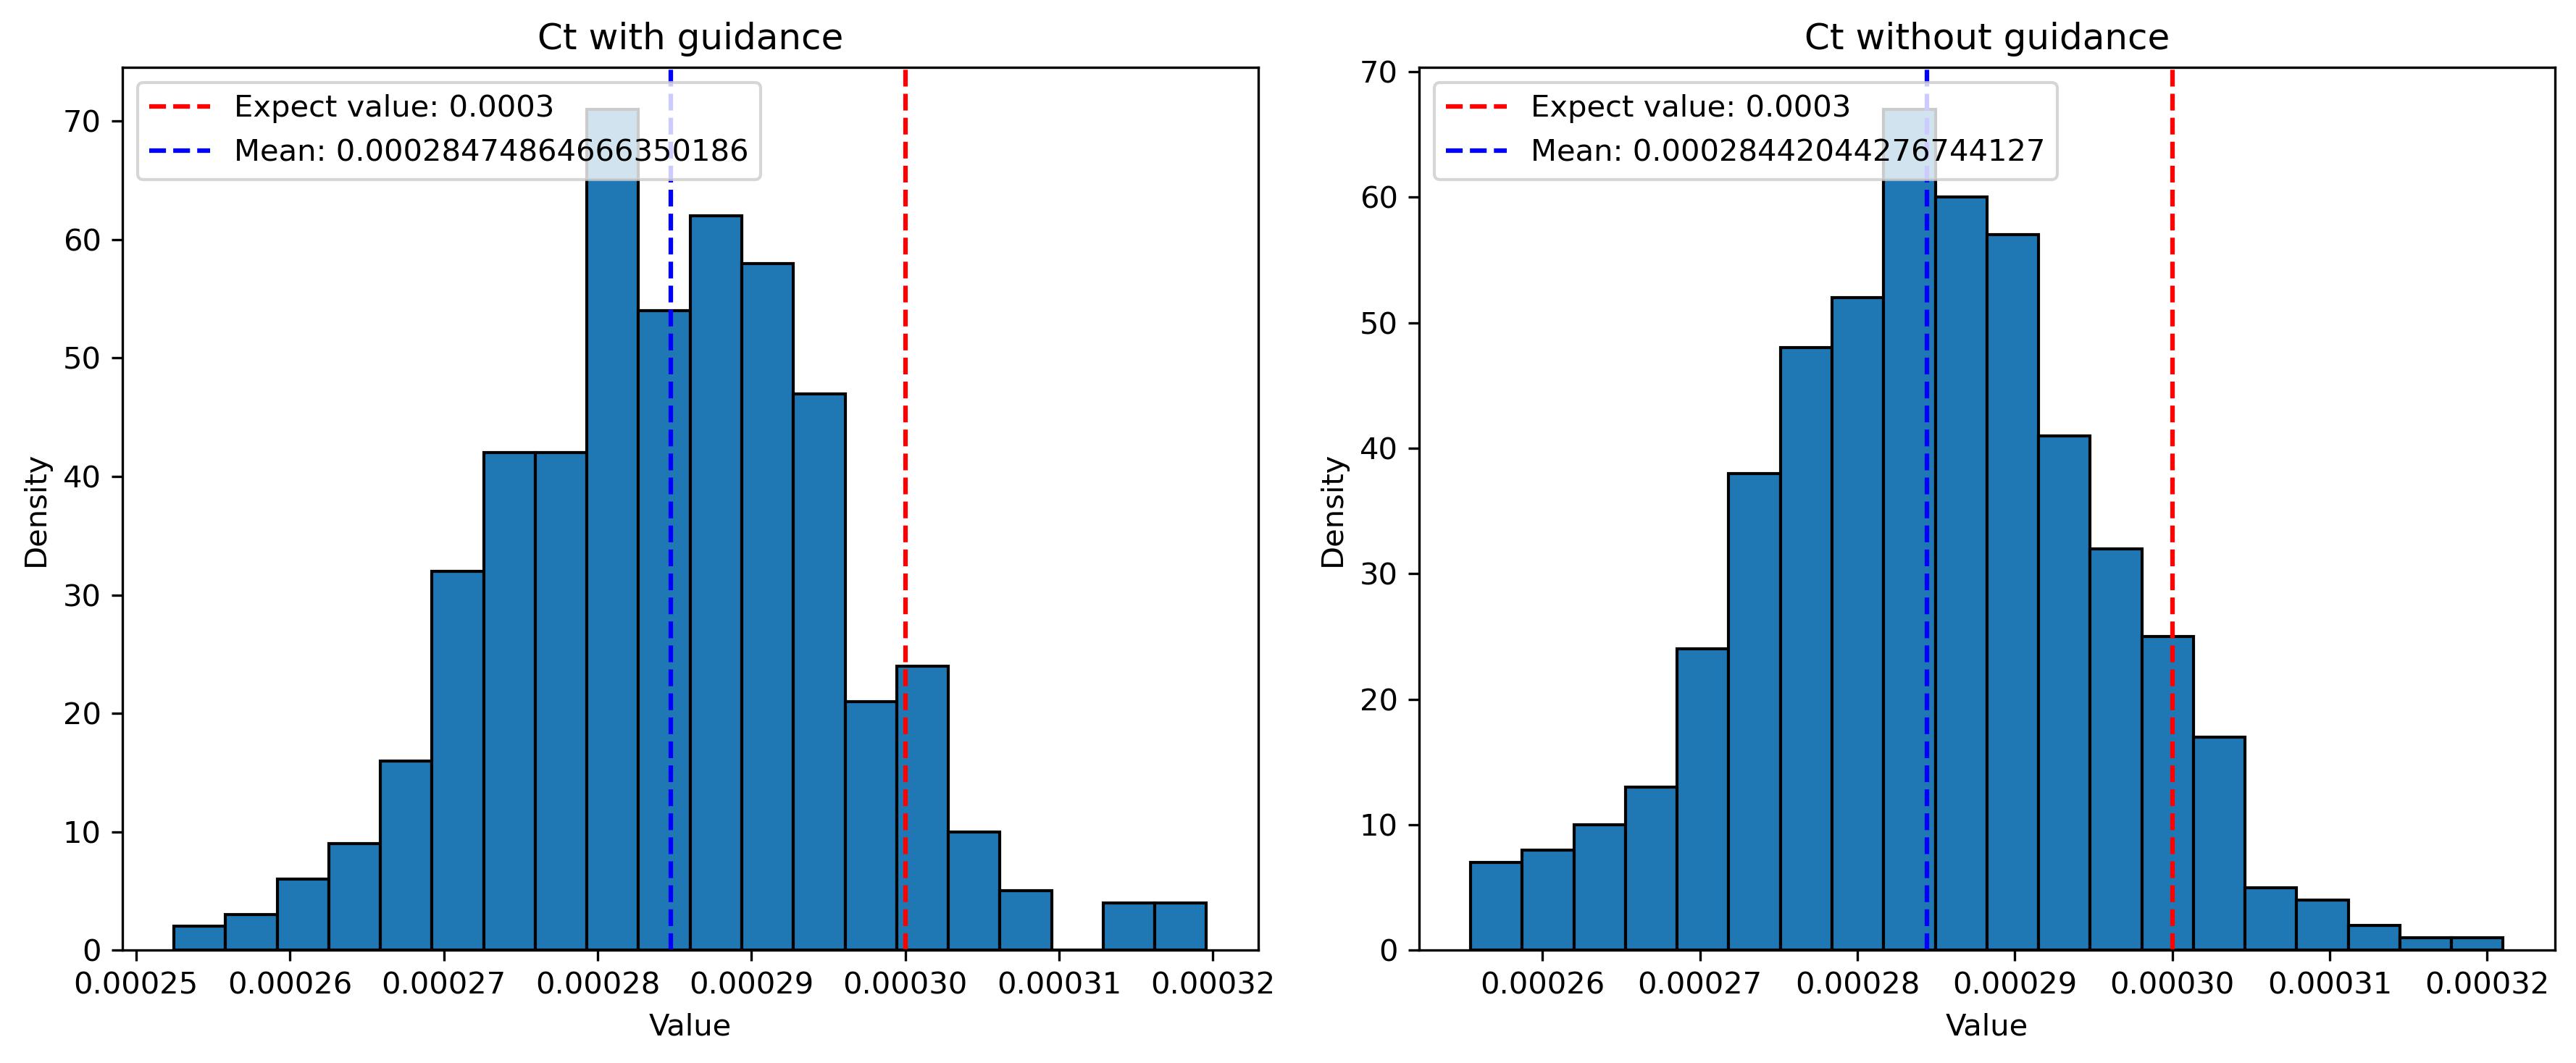 Ct with guidance
Expect value: 0.0003
Mean: 0.00028474864666350186
Density
70
60
50
40
30
20
10
0
0.00025 0.00026 0.00027 0.00028 0.00029 0.00030 0.00031 0.00032
Value
Ct without guidance
Expect value: 0.0003
Mean: 0.00028442044276744127
Density
70
60
50
40
30
20
10
0
0.00026 0.00027 0.00028 0.00029 0.00030 0.00031 0.00032
Value